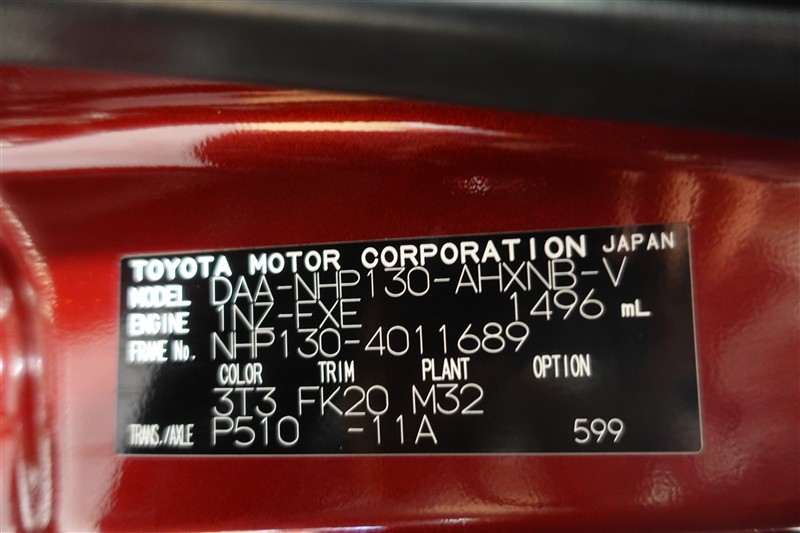 TOYOTA MOTOR CORPORATION JAPAN
MODEL DAA-NHP130-AHXNB-V
ENGINE 1NZ-EXE 1496 mL
FRAME No. NHP130-4011689
COLOR TRIM PLANT OPTION
3T3 FK20 M32
TRANS./AXLE P510 -11A 599